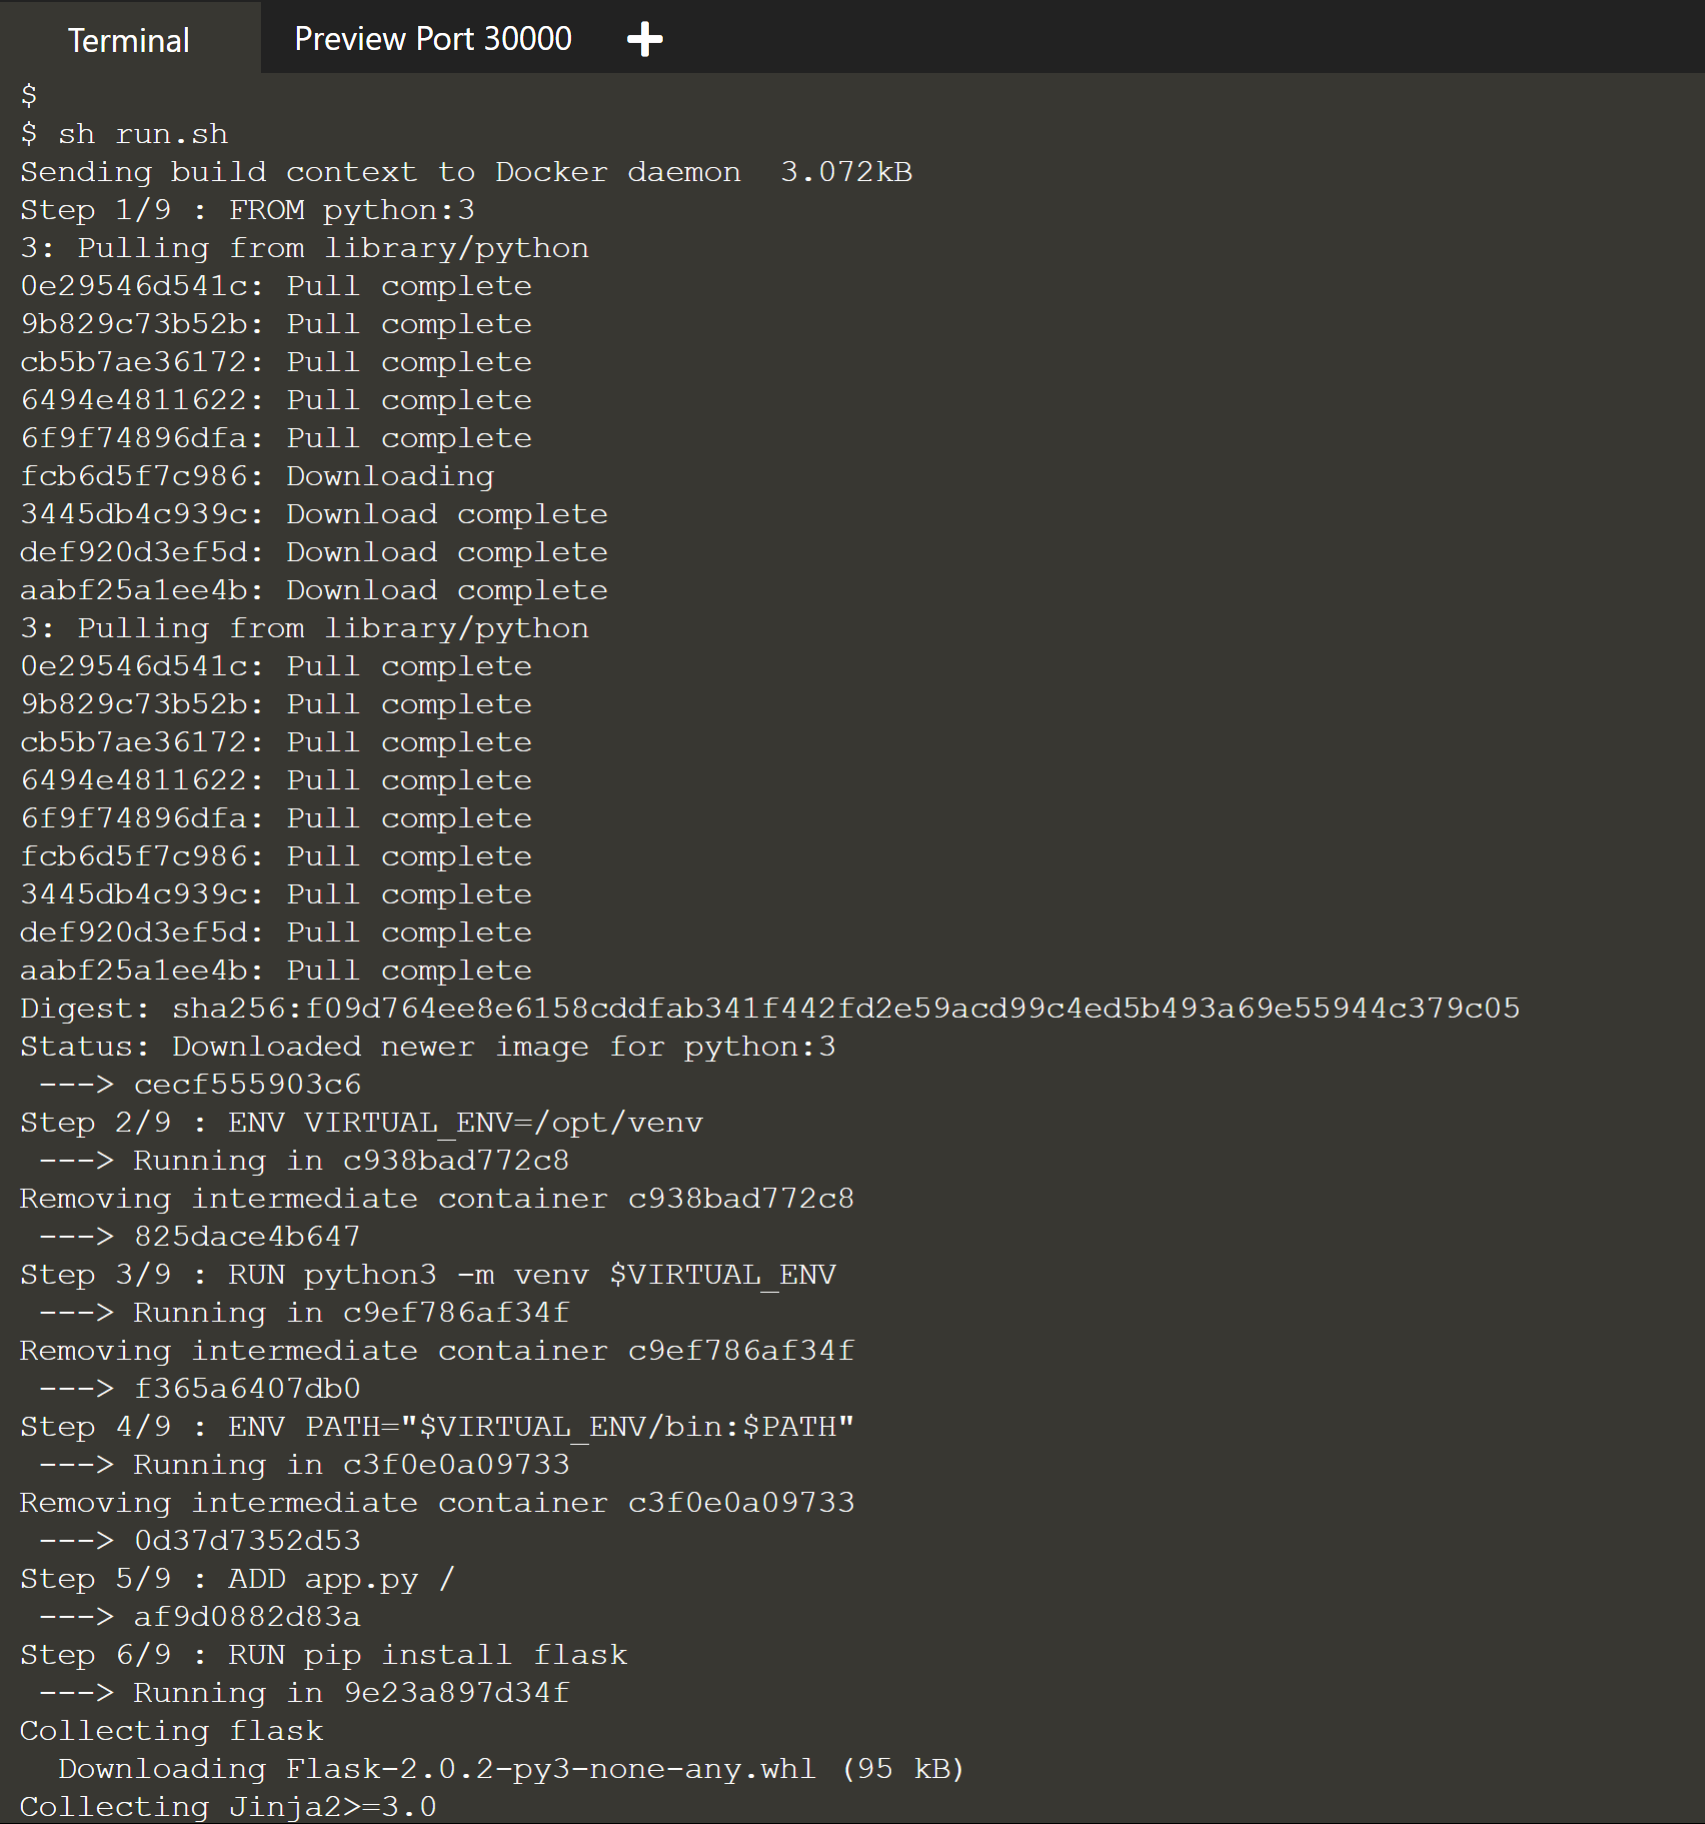 Terminal
Preview Port 30000
$
$ sh run.sh
Sending build context to Docker daemon  3.072kB
Step 1/9 : FROM python:3
3: Pulling from library/python
0e29546d541c: Pull complete
9b829c73b52b: Pull complete
cb5b7ae36172: Pull complete
6494e4811622: Pull complete
6f9f74896dfa: Pull complete
fcb6d5f7c986: Downloading
3445db4c939c: Download complete
def920d3ef5d: Download complete
aabf25a1ee4b: Download complete
3: Pulling from library/python
0e29546d541c: Pull complete
9b829c73b52b: Pull complete
cb5b7ae36172: Pull complete
6494e4811622: Pull complete
6f9f74896dfa: Pull complete
fcb6d5f7c986: Pull complete
3445db4c939c: Pull complete
def920d3ef5d: Pull complete
aabf25a1ee4b: Pull complete
Digest: sha256:f09d764ee8e6158cddfab341f442fd2e59acd99c4ed5b493a69e55944c379c05
Status: Downloaded newer image for python:3
 ---> cecf555903c6
Step 2/9 : ENV VIRTUAL_ENV=/opt/venv
 ---> Running in c938bad772c8
Removing intermediate container c938bad772c8
 ---> 825dace4b647
Step 3/9 : RUN python3 -m venv $VIRTUAL_ENV
 ---> Running in c9ef786af34f
Removing intermediate container c9ef786af34f
 ---> f365a6407db0
Step 4/9 : ENV PATH="$VIRTUAL_ENV/bin:$PATH"
 ---> Running in c3f0e0a09733
Removing intermediate container c3f0e0a09733
 ---> 0d37d7352d53
Step 5/9 : ADD app.py /
 ---> af9d0882d83a
Step 6/9 : RUN pip install flask
 ---> Running in 9e23a897d34f
Collecting flask
  Downloading Flask-2.0.2-py3-none-any.whl (95 kB)
Collecting Jinja2>=3.0